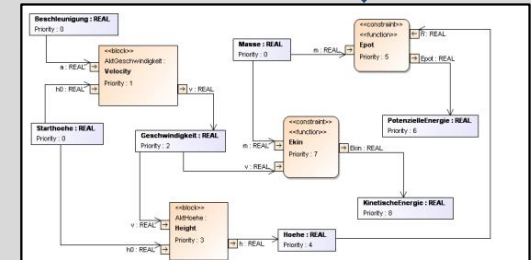 Beschleunigung : REAL
Priority : 0
a : REAL
<<block>>
AktGeschwindigkeit :
Velocity
Priority : 1
h0 : REAL
v : REAL
Starthoehe : REAL
Priority : 0
Geschwindigkeit : REAL
Priority : 2
v : REAL
<<block>>
AktHoehe :
Height
Priority : 3
h0 : REAL
h : REAL
Hoehe : REAL
Priority : 4
Masse : REAL
Priority : 0
m : REAL
<<constraint>>
<<function>>
Epot
Priority : 5
h : REAL
Epot : REAL
PotenzielleEnergie : REAL
Priority : 6
<<constraint>>
<<function>>
Ekin
Priority : 7
m : REAL
v : REAL
Ekin : REAL
KinetischeEnergie : REAL
Priority : 8